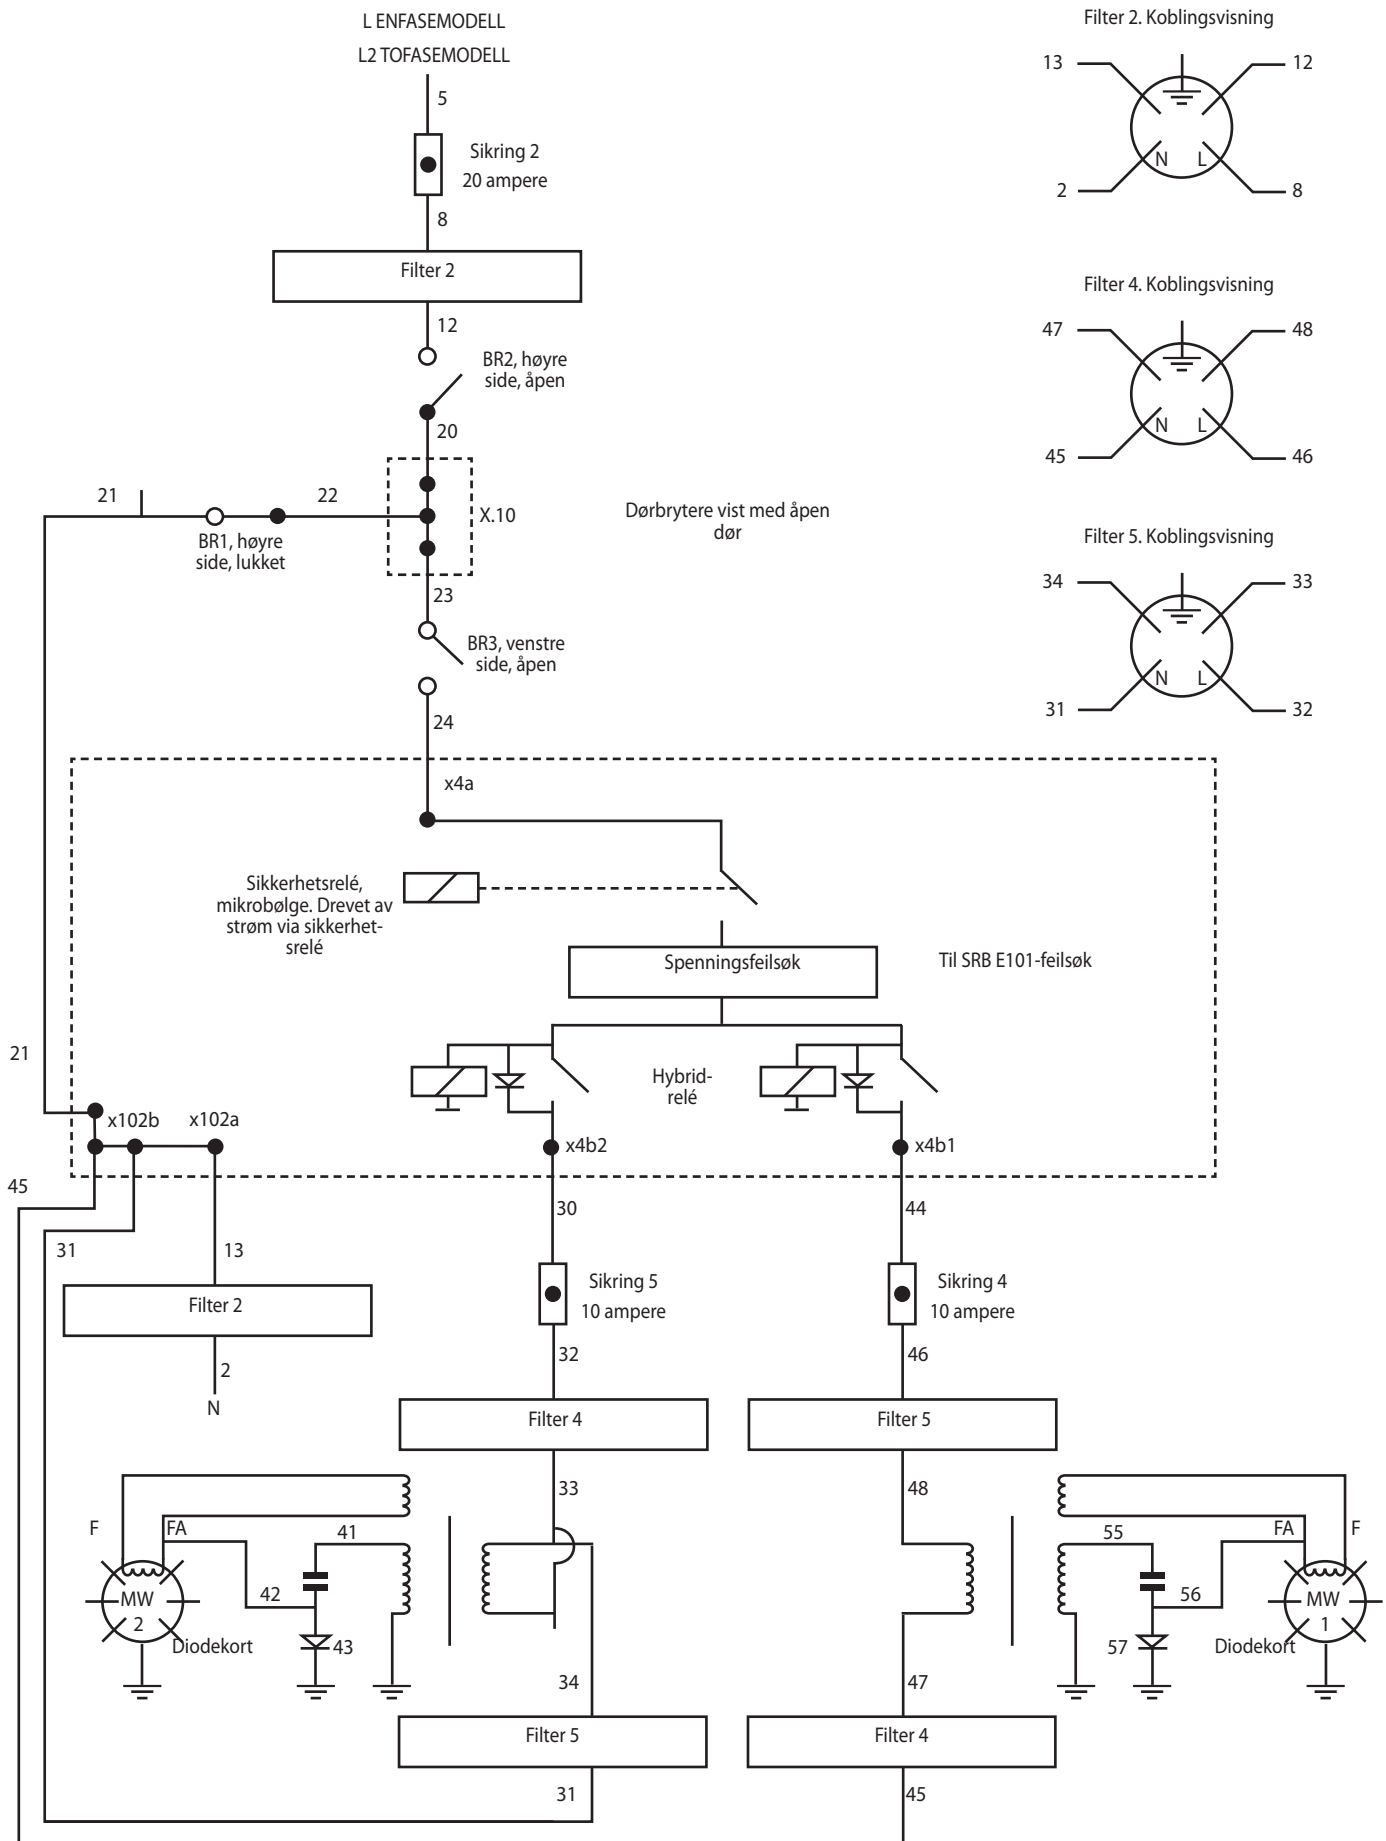 L ENFASEMODELL
L2 TOFASEMODELL
5
Sikring 2
20 ampere
8
Filter 2
12
BR2, høyre
side, åpen
20
21
22
X.10
BR1, høyre
side, lukket
Dørbrytere vist med åpen
dør
23
BR3, venstre
side, åpen
24
Filter 2. Koblingsvisning
13
12
N
L
2
8
Filter 4. Koblingsvisning
47
48
N
L
45
46
Filter 5. Koblingsvisning
34
33
N
L
31
32
x4a
Sikkerhetsrelé,
mikrobølge. Drevet av
strøm via sikkerhet-
srelé
Spenningsfeilsøk
Til SRB E101-feilsøk
21
Hybrid-
relé
x102b
x102a
x4b2
x4b1
45
30
44
31
13
Sikring 5
10 ampere
Sikring 4
10 ampere
Filter 2
32
46
2
N
Filter 4
Filter 5
33
48
F
FA
41
55
FA
F
42
56
MW
2
MW
1
Diodekort
43
57
Diodekort
34
47
Filter 5
Filter 4
31
45